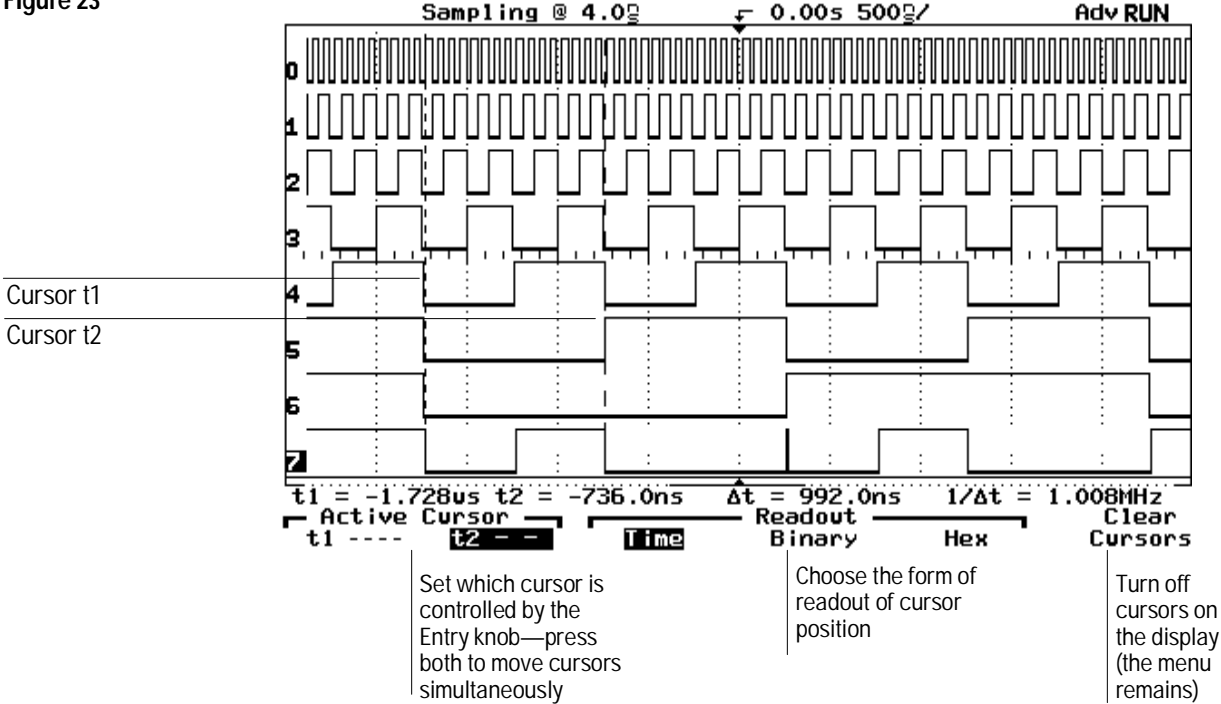 Figure 23
Sampling @ 4.0ns 0.00s 500ns/ Adv RUN
0
1
2
3
4
5
6
7
Cursor t1
Cursor t2
t1 = -1.728us t2 = -736.0ns Δt = 992.0ns 1/Δt = 1.008MHz
Active Cursor Readout Clear
t1 ---- t2 - - Time Binary Hex Cursors
Set which cursor is
controlled by the
Entry knob—press
both to move cursors
simultaneously
Choose the form of
readout of cursor
position
Turn off
cursors on
the display
(the menu
remains)